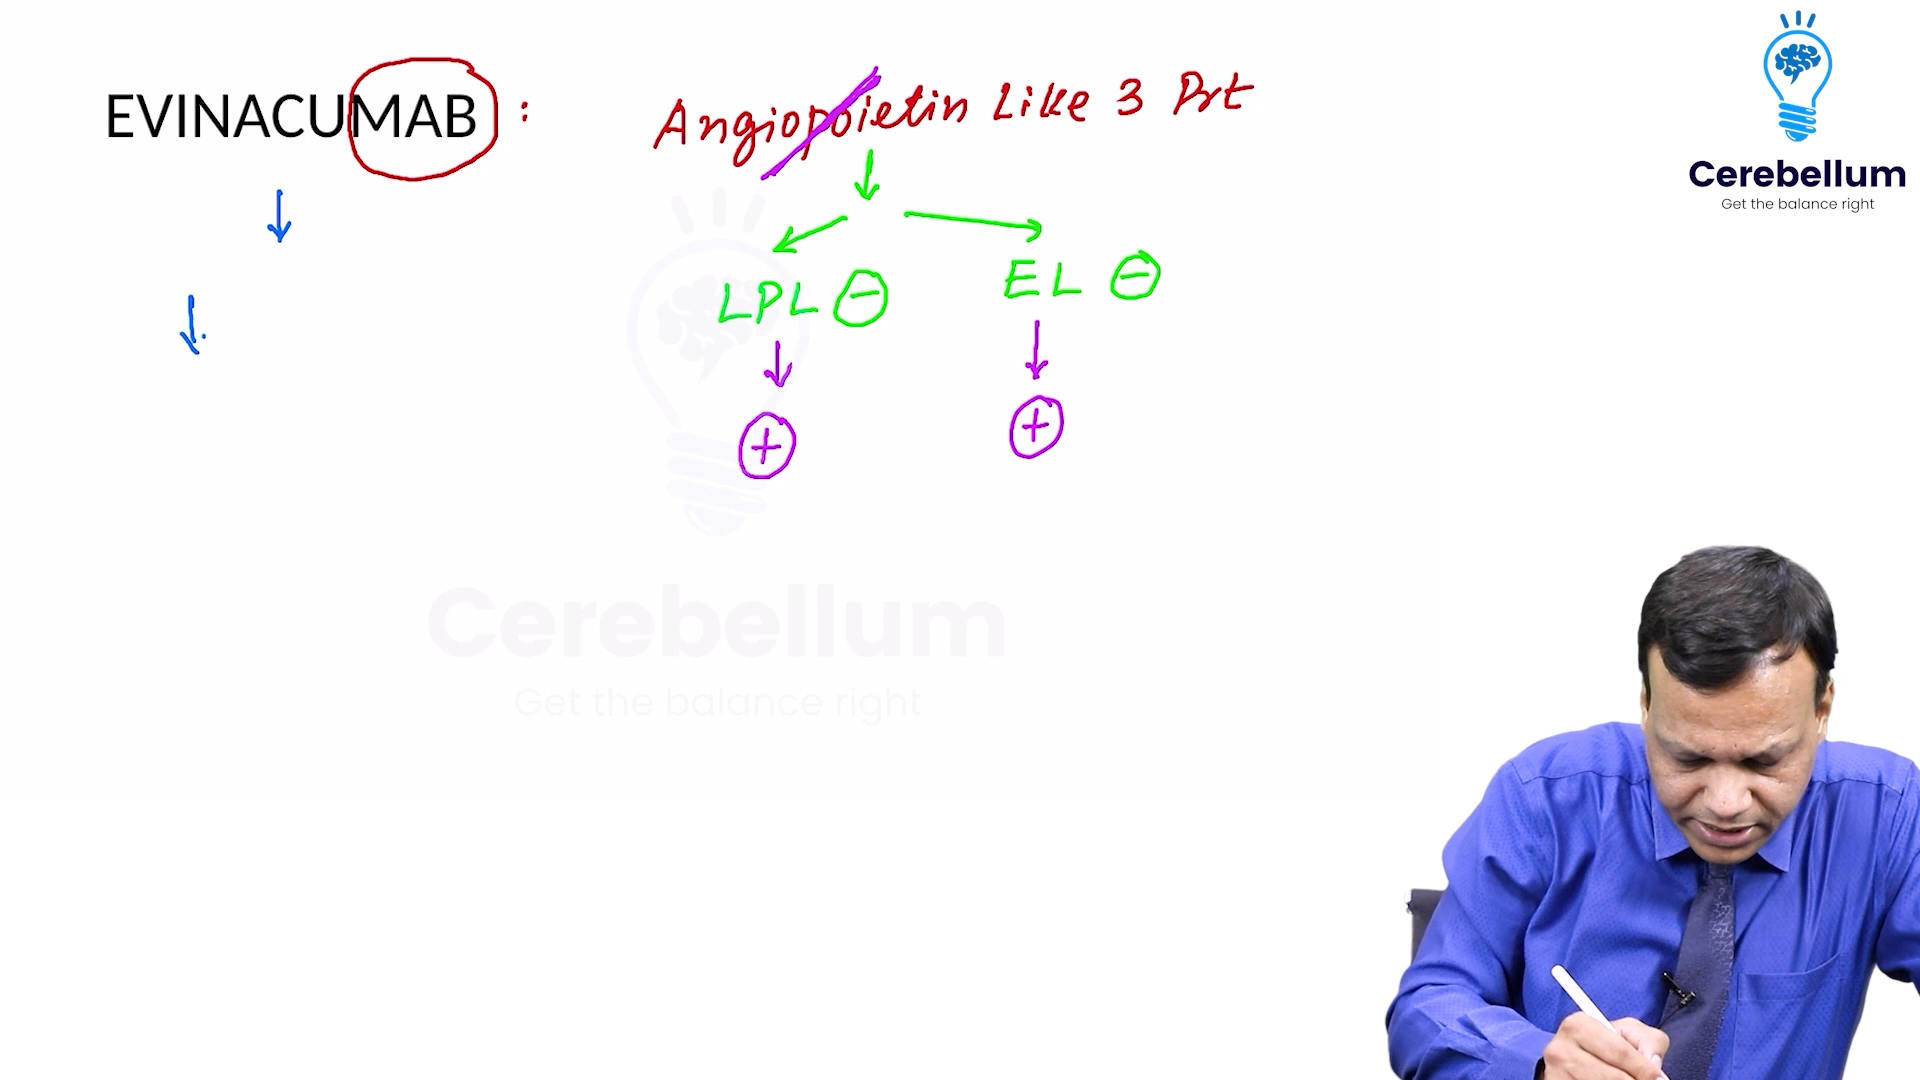 EVINACUMAB : Angiopoietin Like 3 Prt
LPL ⊖ EL ⊖
⊕ ⊕
Cerebellum
Get the balance right
Cerebellum
Get the balance right